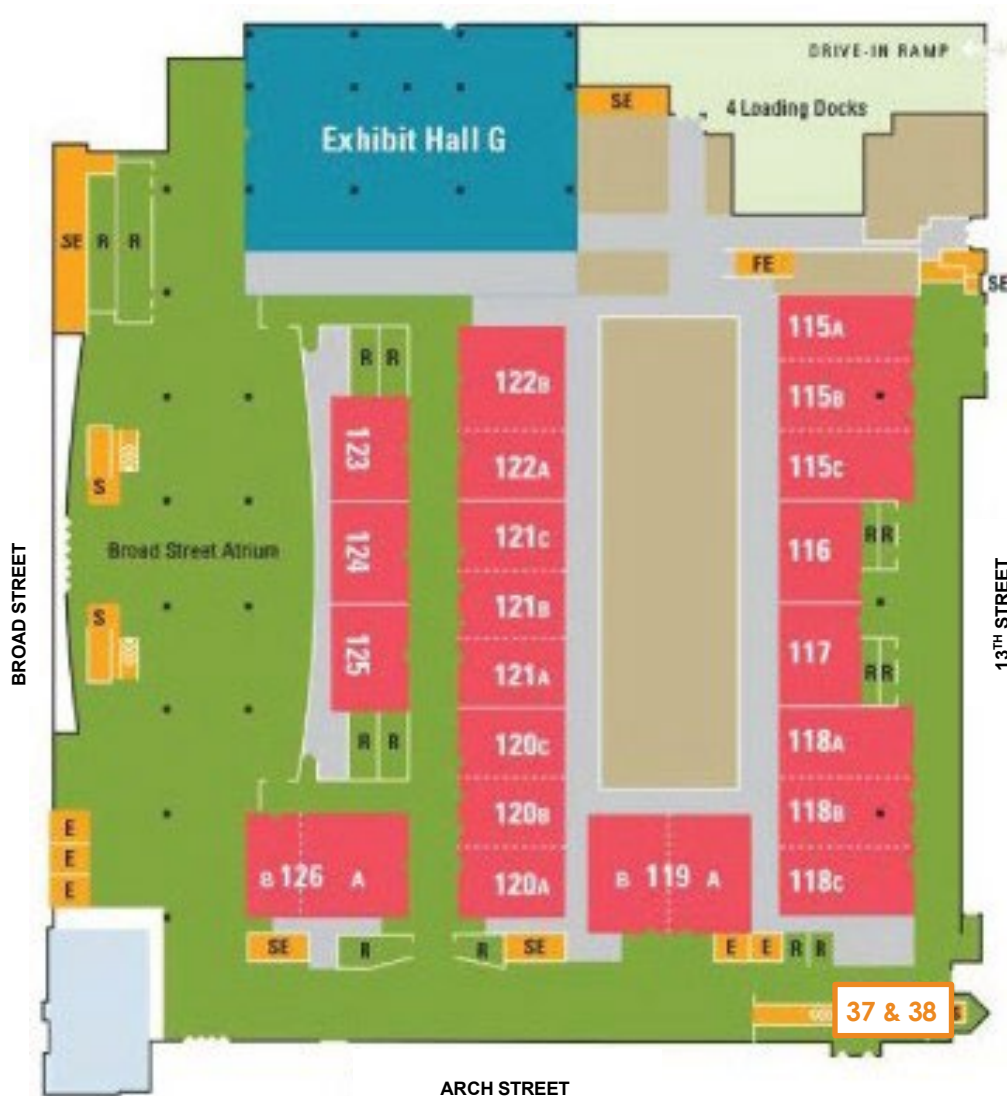 DRIVE-IN RAMP
SE
4 Loading Docks
Exhibit Hall G
SE
R
R
FE
SE
115A
R R
122B
115B
123
122A
115C
S
121C
116
R R
Broad Street Atrium
124
BROAD STREET
13TH STREET
121B
S
125
121A
117
R R
R R
120C
118A
E
120B
118B
E
B 126 A
120A
B 119 A
118C
E
SE
R
R
SE
E
E
R
R
37 & 38
ARCH STREET